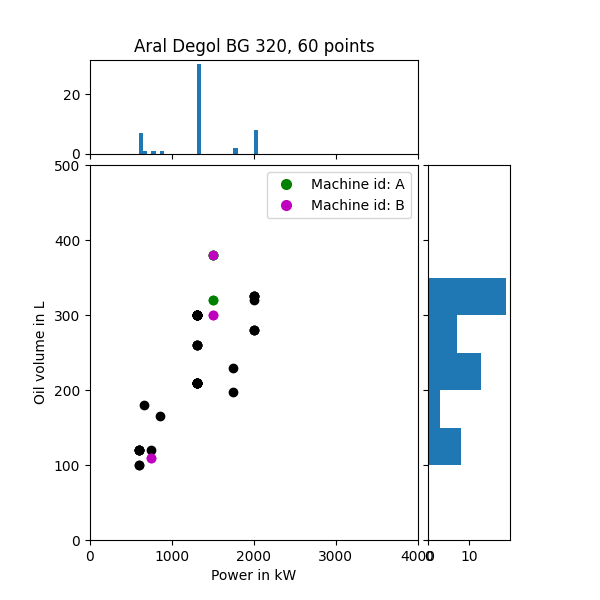 Aral Degol BG 320, 60 points
20
0
500
400
300
200
100
0
Oil volume in L
Machine id: A
Machine id: B
0 1000 2000 3000 4000
0 10
Power in kW